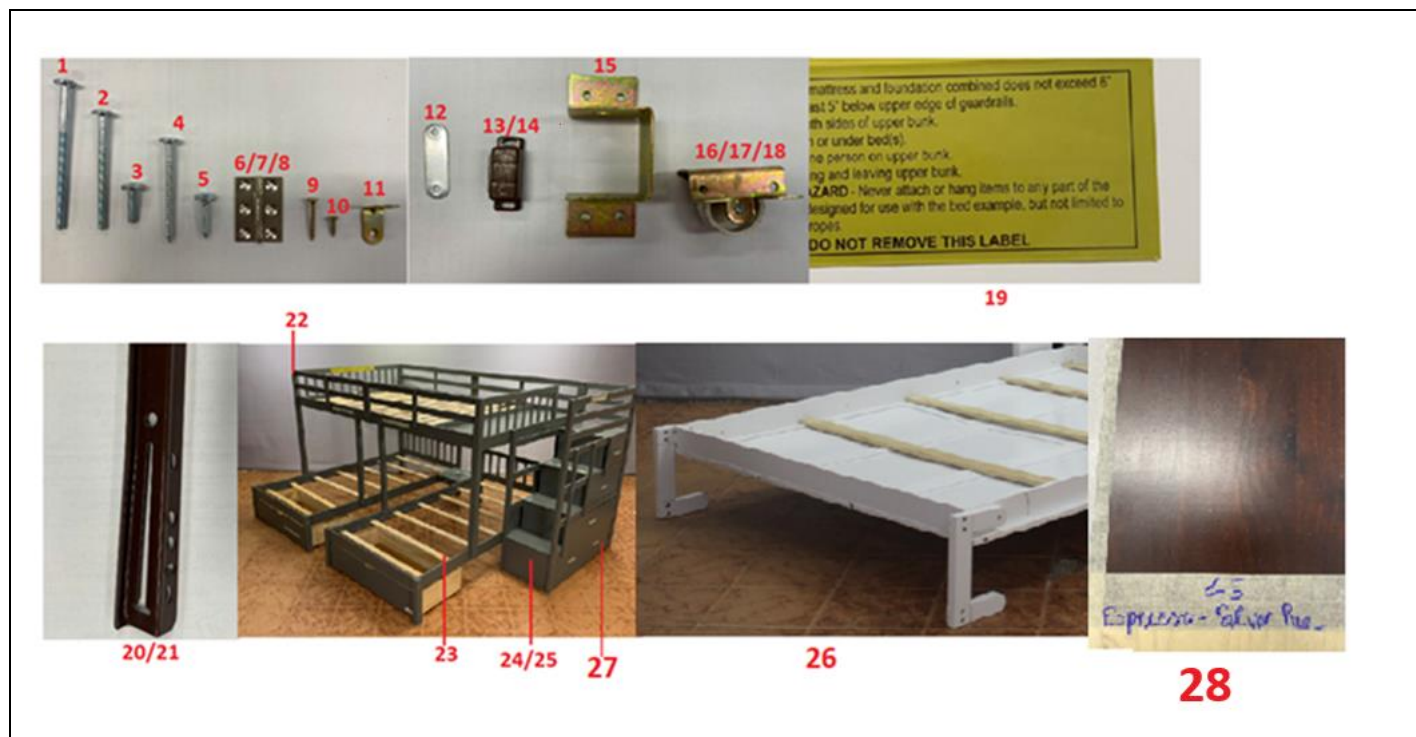 1
2
3
4
5
6/7/8
9
10
11
12
13/14
15
16/17/18
mattress and foundation combined does not exceed 6"
ast 5" below upper edge of guardrails.
th sides of upper bunk.
or under bed(s).
ne person on upper bunk.
ng and leaving upper bunk.
AZARD - Never attach or hang items to any part of the
designed for use with the bed example, but not limited to
ropes.
DO NOT REMOVE THIS LABEL
19
22
20/21
23
24/25
27
26
Espresso -
28